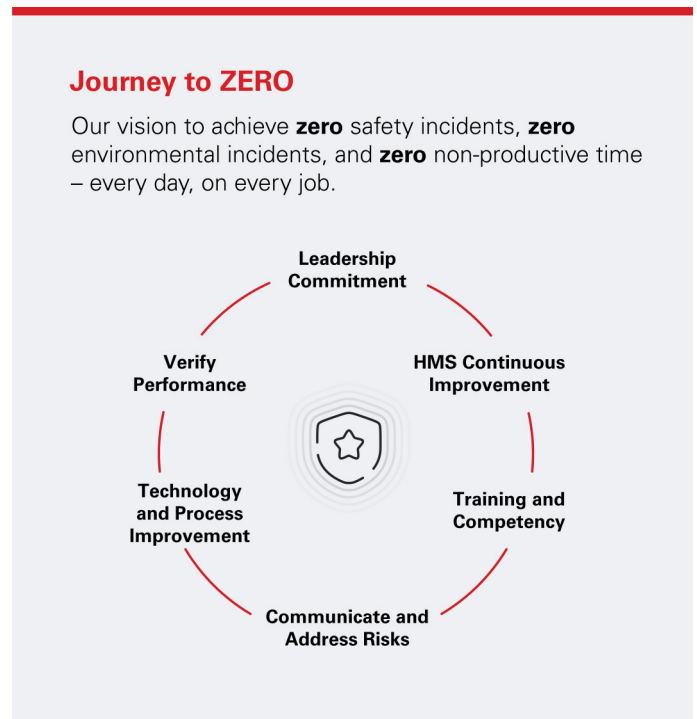 Journey to ZERO
Our vision to achieve zero safety incidents, zero
environmental incidents, and zero non-productive time
– every day, on every job.
Leadership
Commitment
HMS Continuous
Improvement
Training and
Competency
Communicate and
Address Risks
Technology
and Process
Improvement
Verify
Performance